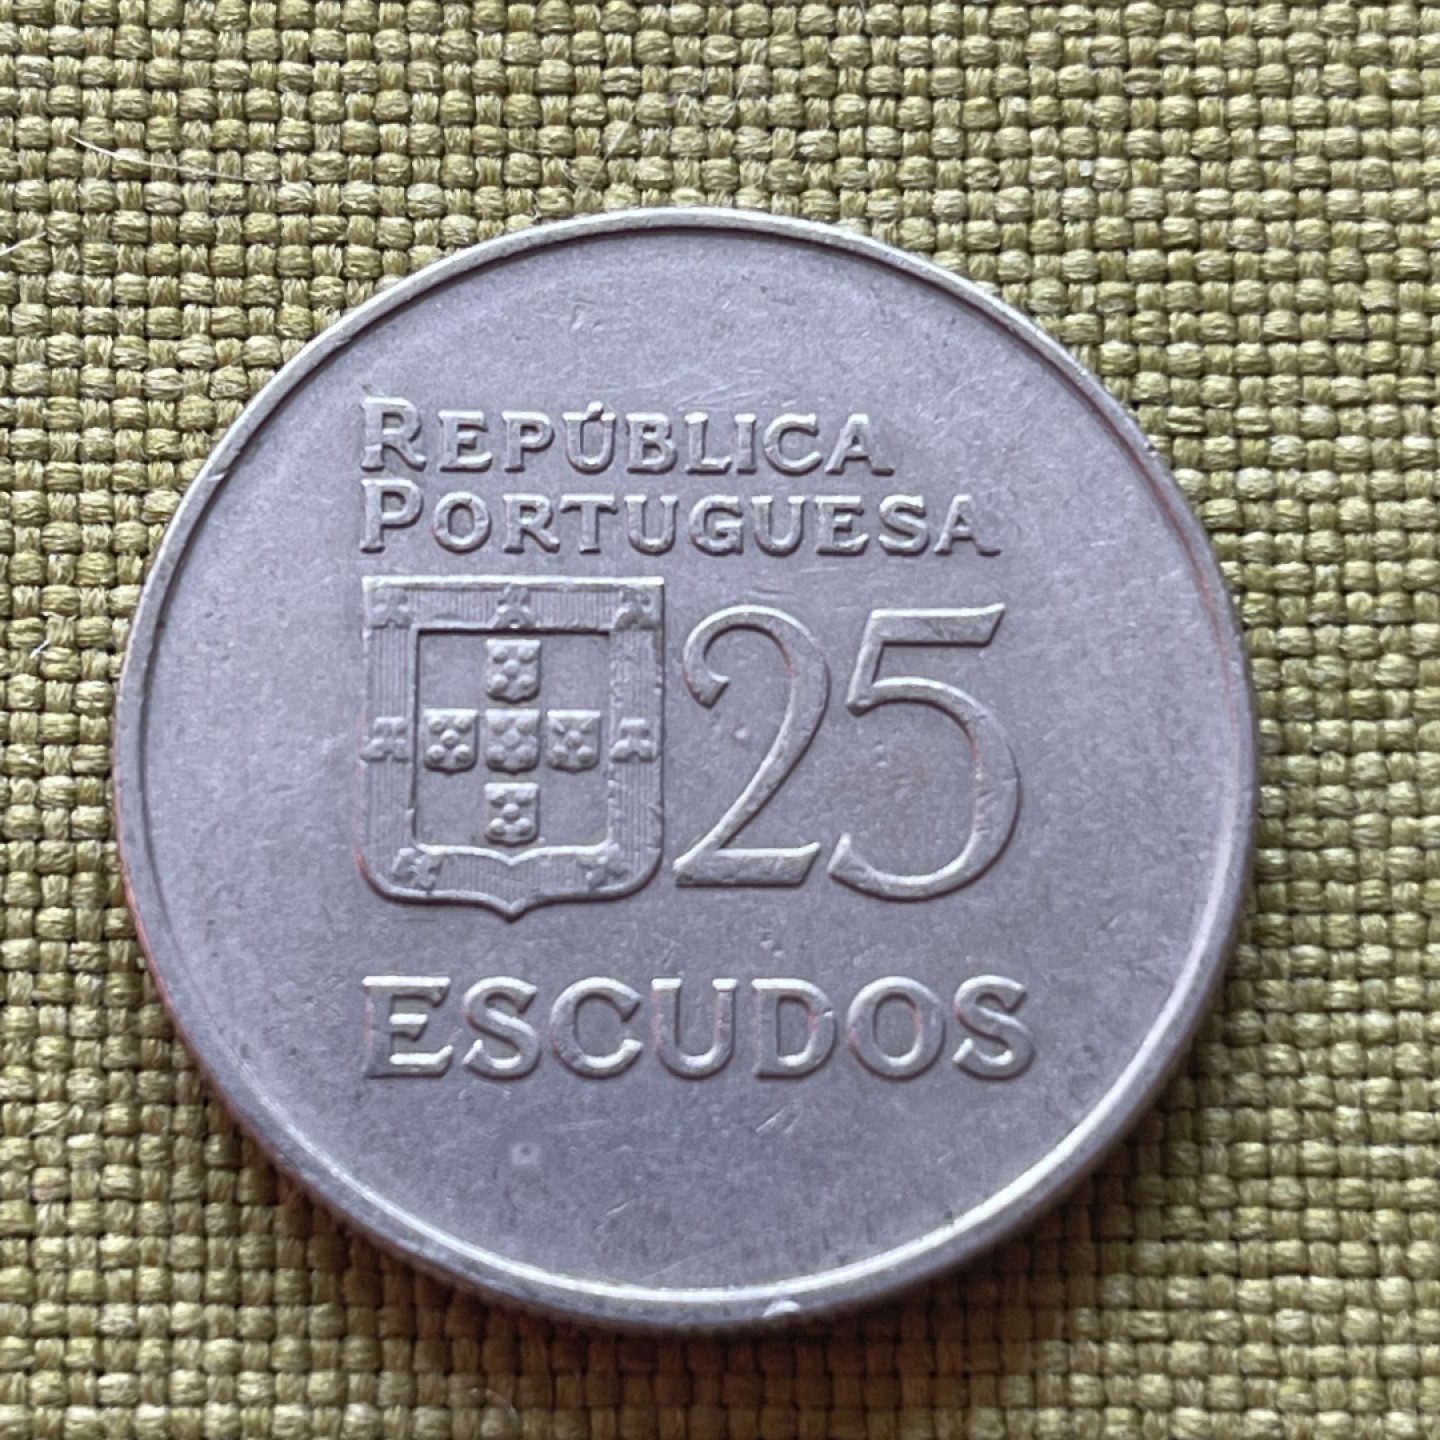 REPÚBLICA
PORTUGUESA
25
ESCUDOS